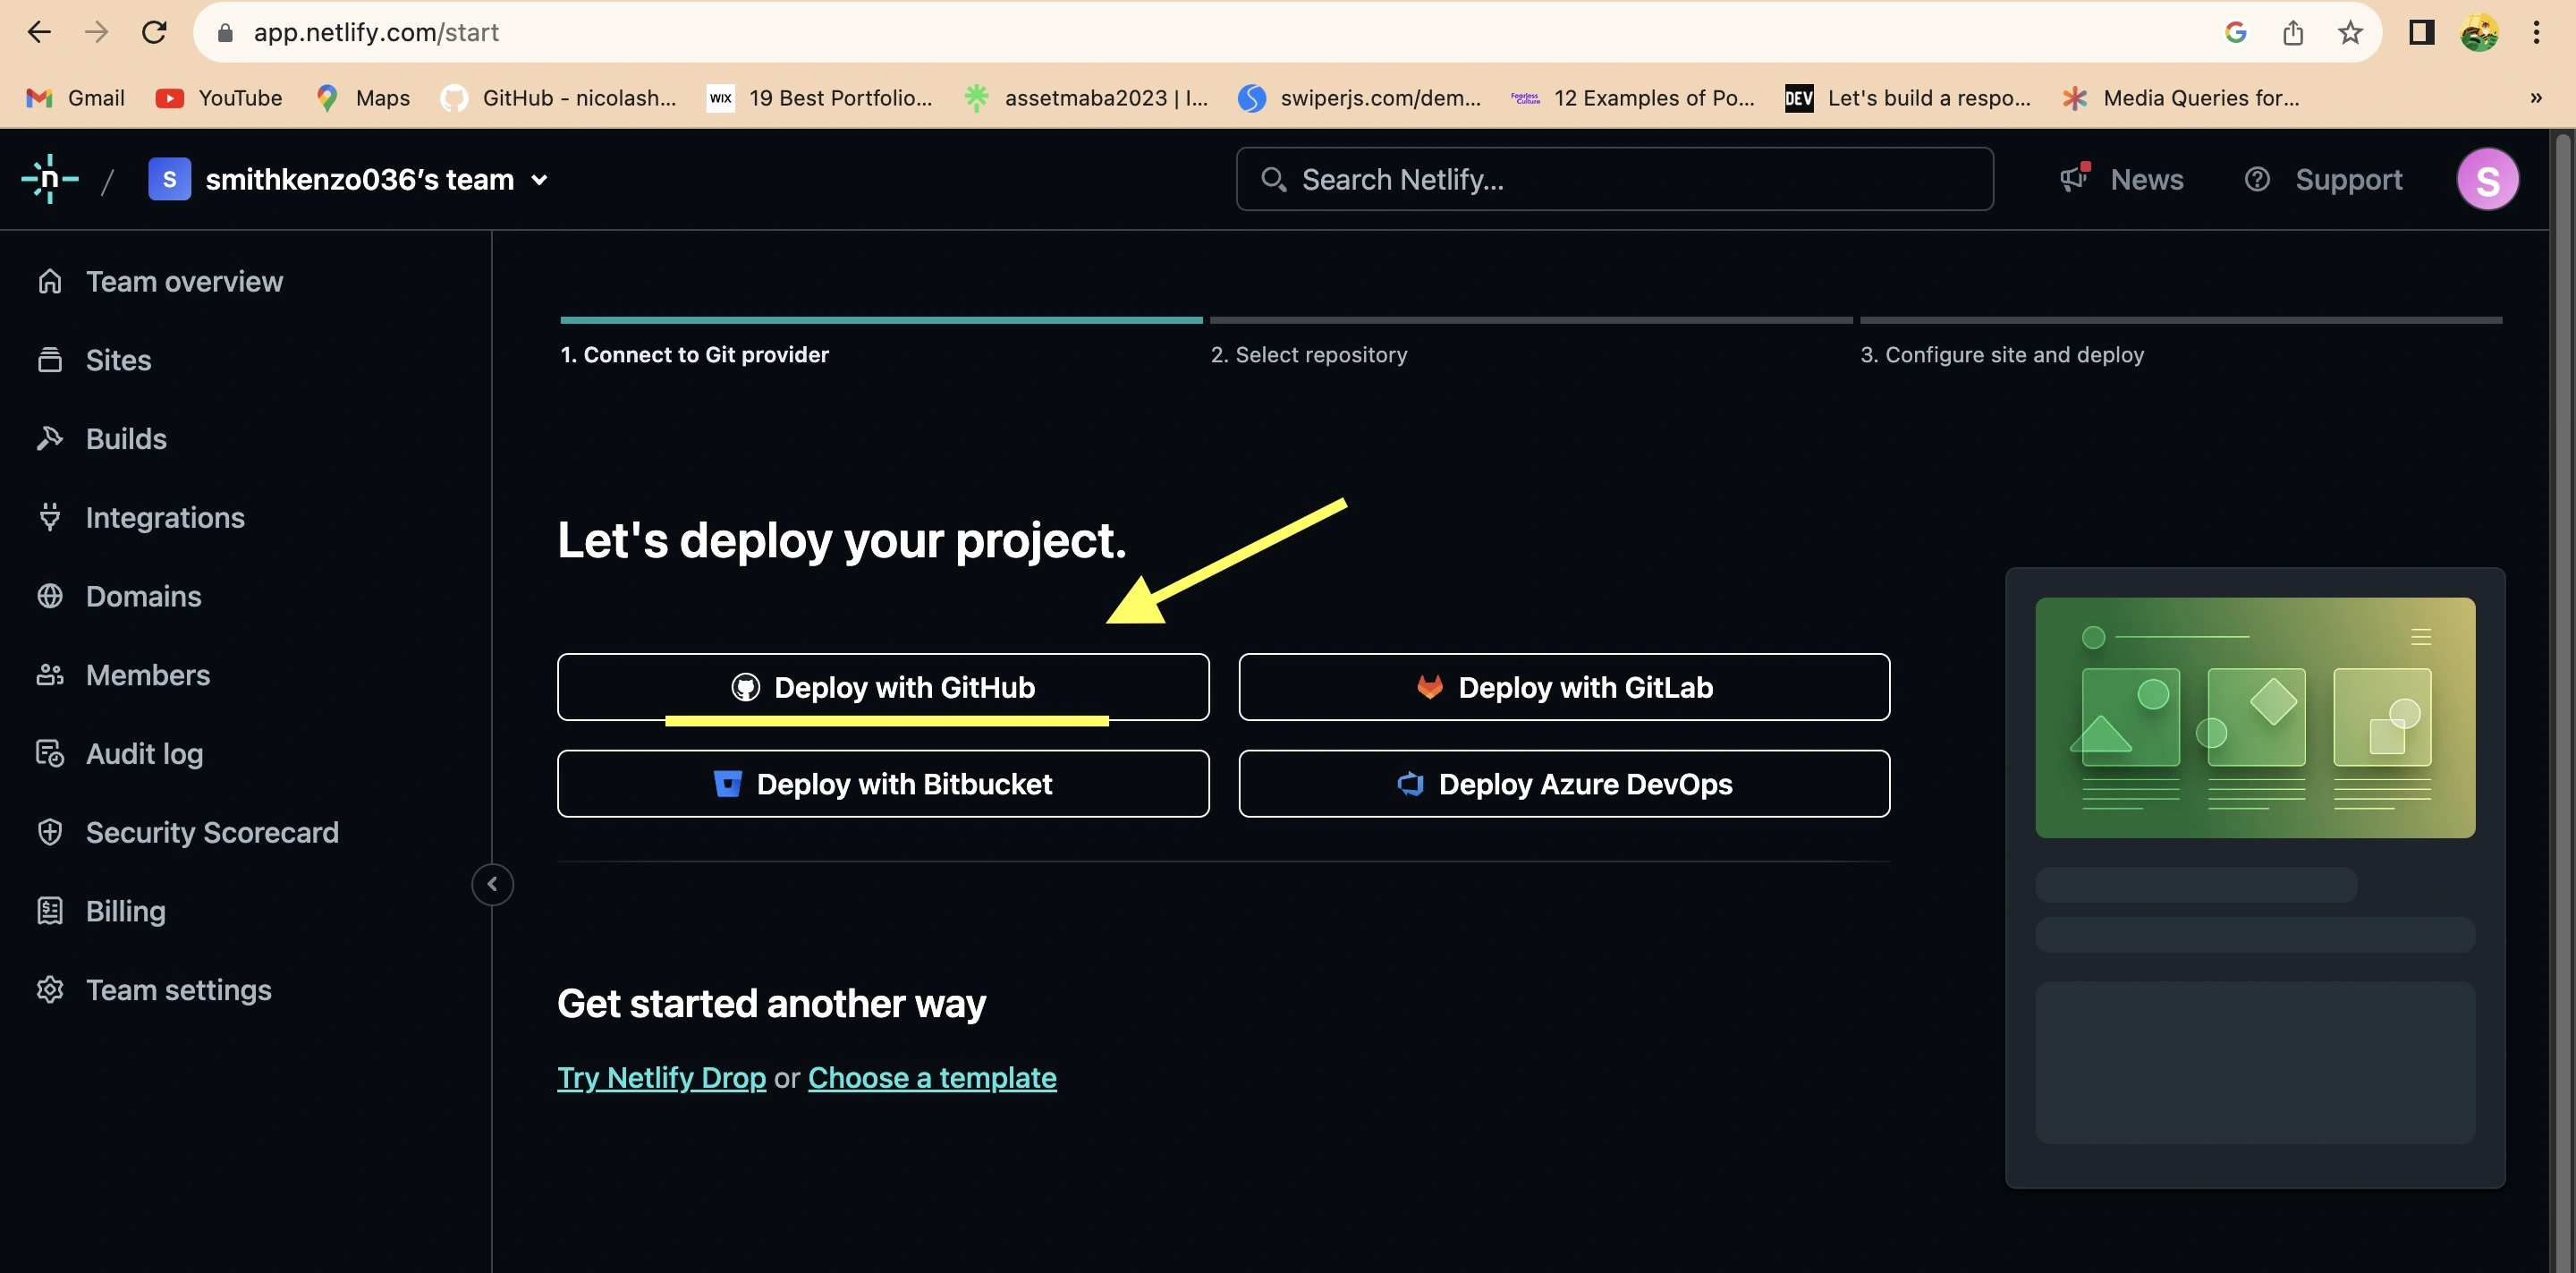 app.netlify.com/start
Gmail
YouTube
Maps
GitHub - nicolash...
WIX
19 Best Portfolio...
assetmaba2023 | I...
swiperjs.com/dem...
Fearless Culture
12 Examples of Po...
DEV
Let's build a respo...
Media Queries for...
»
n / S smithkenzo036’s team
Search Netlify...
News
Support
S
Team overview
Sites
Builds
Integrations
Domains
Members
Audit log
Security Scorecard
Billing
Team settings
1. Connect to Git provider
2. Select repository
3. Configure site and deploy
Let's deploy your project.
Deploy with GitHub
Deploy with GitLab
Deploy with Bitbucket
Deploy Azure DevOps
Get started another way
Try Netlify Drop or Choose a template